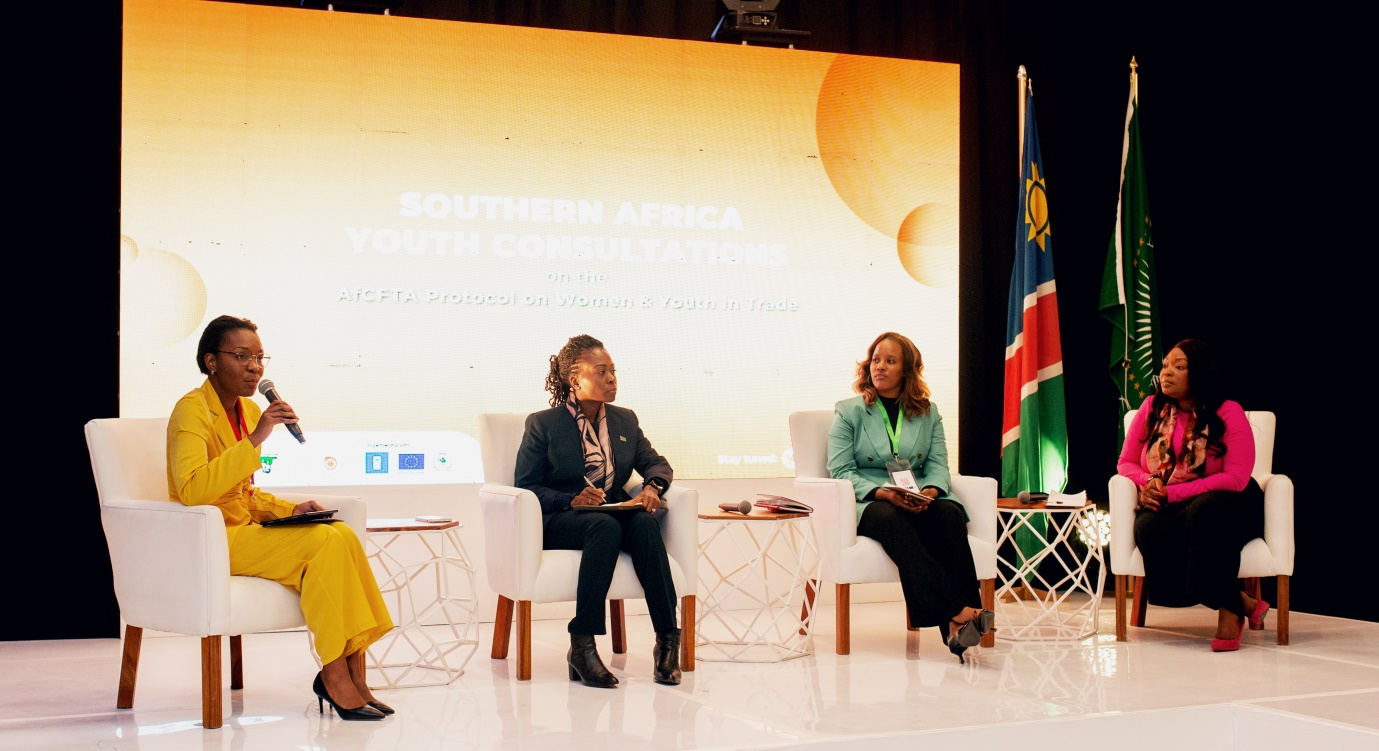 SOUTHERN AFRICA
YOUTH CONSULTATIONS
on the
AfCFTA Protocol on Women & Youth in Trade
Stay tuned: